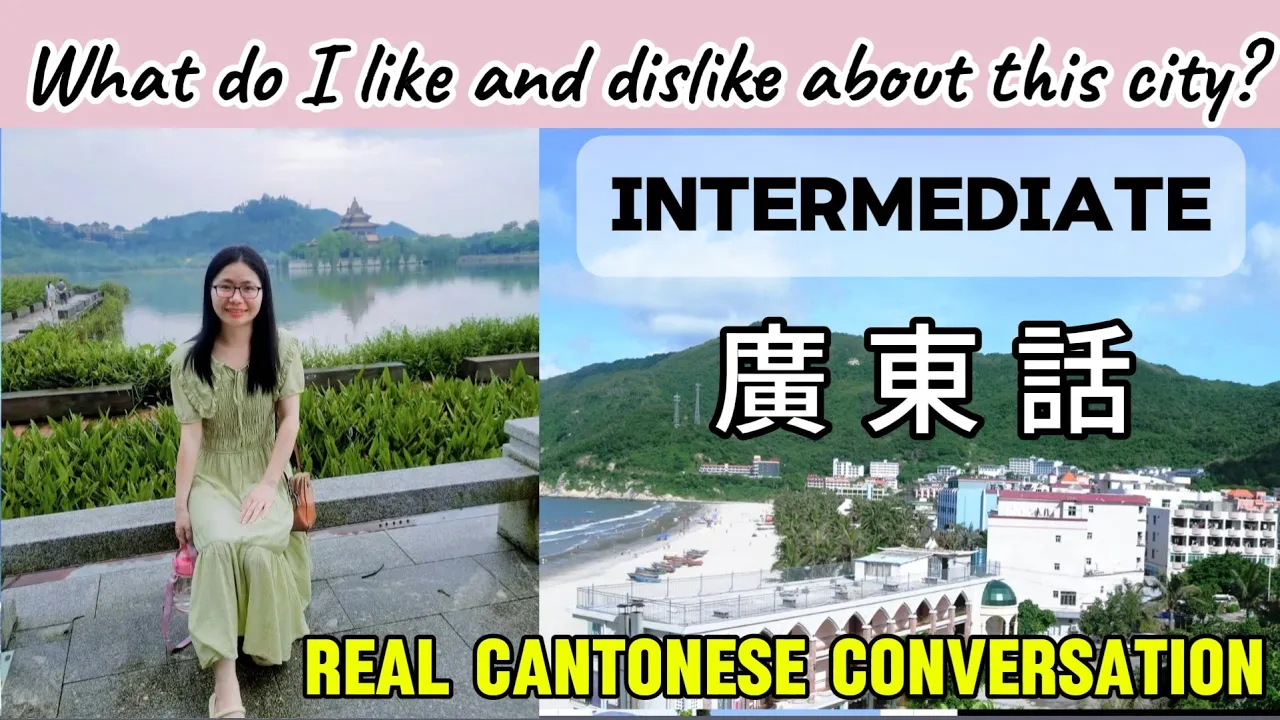 What do I like and dislike about this city?
INTERMEDIATE
廣東話
REAL CANTONESE CONVERSATION